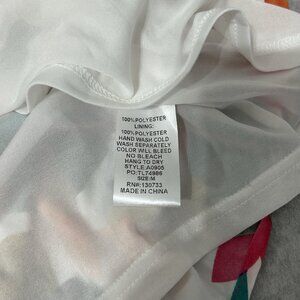 100% POLYESTER
LINING:
100% POLYESTER
HAND WASH COLD
WASH SEPARATELY
COLOR WILL BLEED
NO BLEACH
HANG TO DRY
STYLE A0905
PO:TL74986
SIZE:M
RN#:130733
MADE IN CHINA